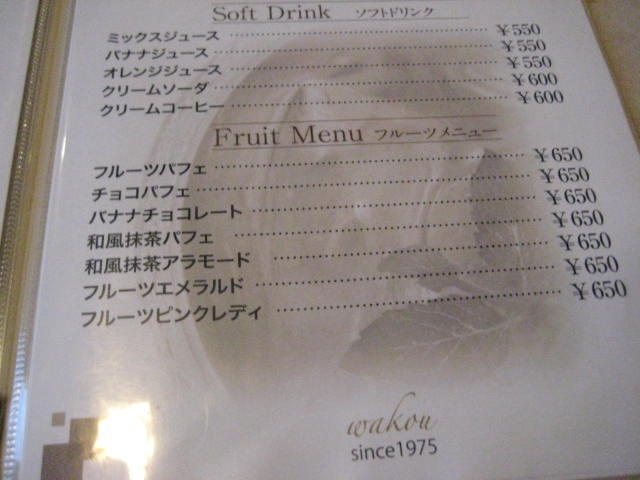 Soft Drink ソフトドリンク
ミックスジュース ¥550
バナナジュース ¥550
オレンジジュース ¥550
クリームソーダ ¥600
クリームコーヒー ¥600
Fruit Menu フルーツメニュー
フルーツパフェ ¥650
チョコパフェ ¥650
バナナチョコレート ¥650
和風抹茶パフェ ¥650
和風抹茶アラモード ¥650
フルーツエメラルド ¥650
フルーツピンクレディ ¥650
wakou
since1975